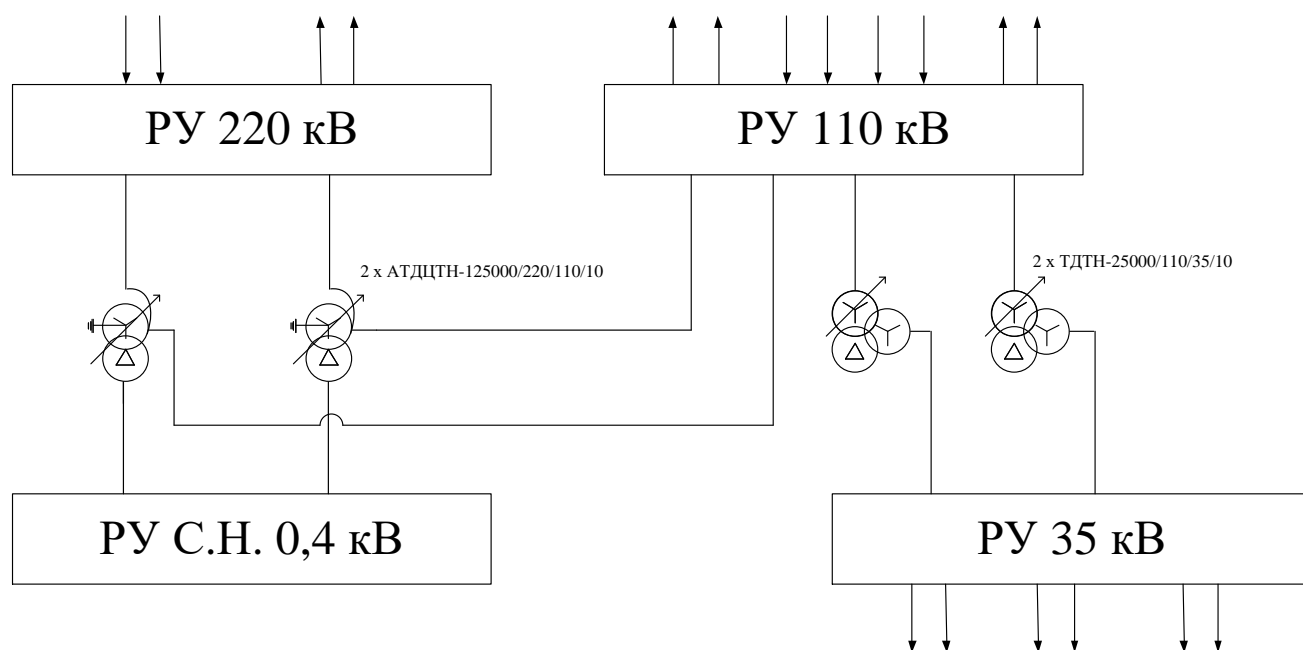 РУ 220 кВ
РУ 110 кВ
2 х АТДЦТН-125000/220/110/10
2 х ТДТН-25000/110/35/10
РУ С.Н. 0,4 кВ
РУ 35 кВ